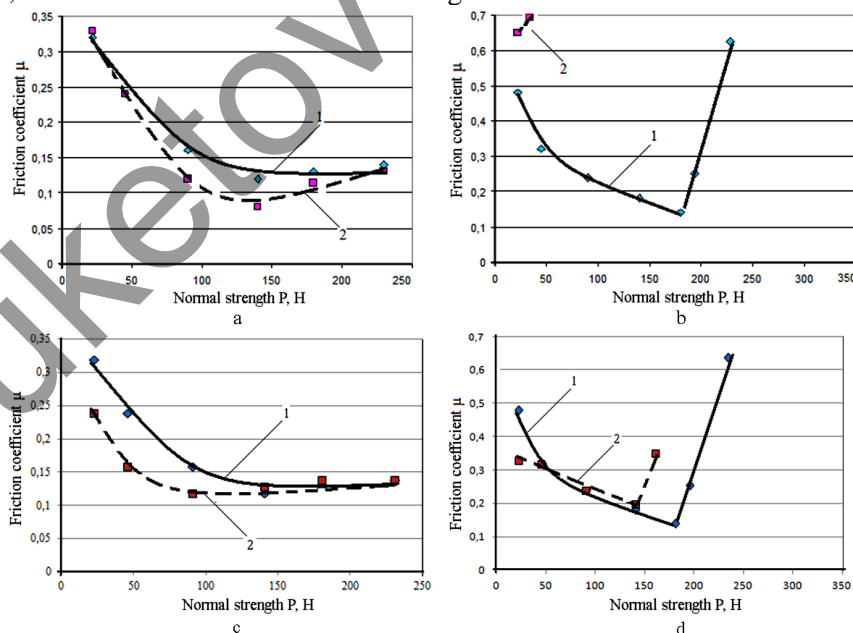 0,35
0,3
0,25
0,2
0,15
0,1
0,05
0
0 50 100 150 200 250
Friction coefficient μ
Normal strength P, H
1
2
a
0,7
0,6
0,5
0,4
0,3
0,2
0,1
0
0 50 100 150 200 250 300 350
Friction coefficient μ
Normal strength P, H
2
1
b
0,35
0,3
0,25
0,2
0,15
0,1
0,05
0
0 50 100 150 200 250
Friction coefficient μ
Normal strength P, H
1
2
c
0,7
0,6
0,5
0,4
0,3
0,2
0,1
0
0 50 100 150 200 250 300 350
Friction coefficient μ
Normal strength P, H
1
2
d
uketov